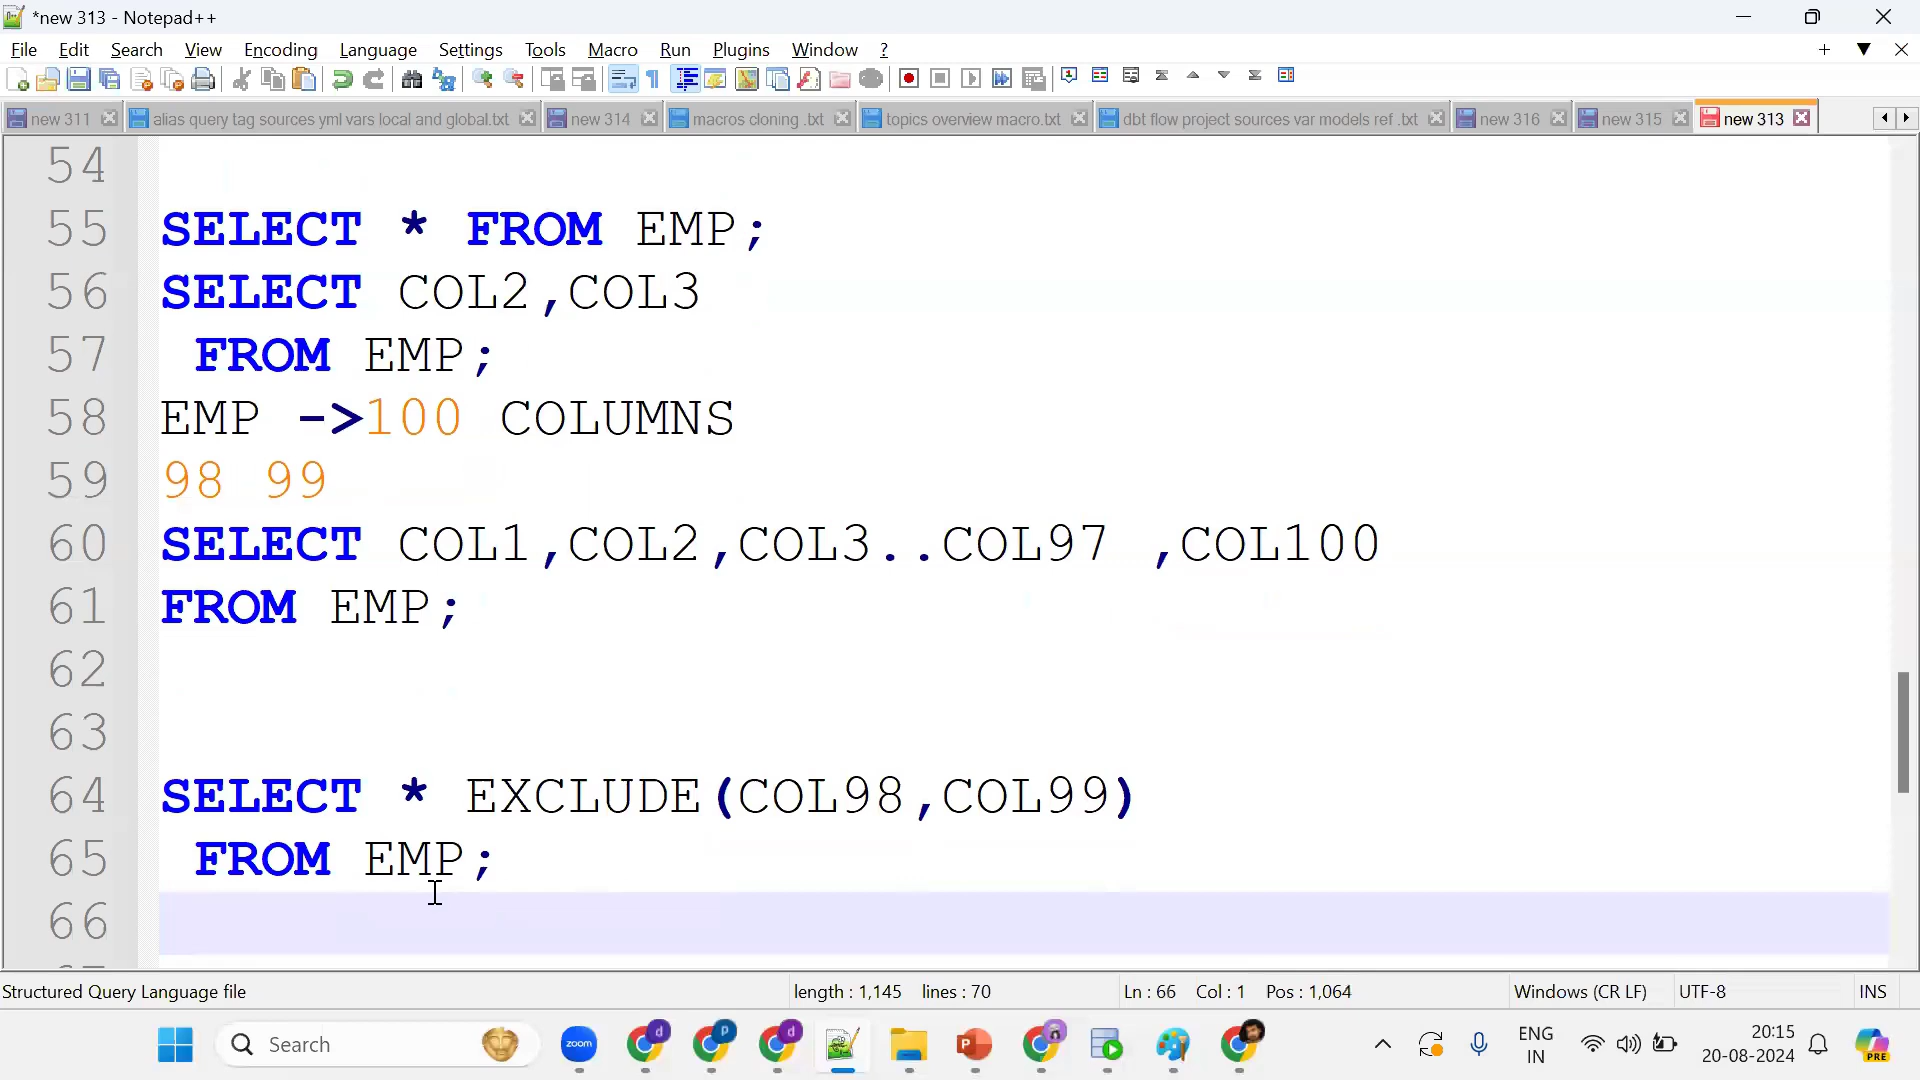 *new 313 - Notepad++
File Edit Search View Encoding Language Settings Tools Macro Run Plugins Window ?
new 311 alias query tag sources yml vars local and global.txt new 314 macros cloning .txt topics overview macro.txt dbt flow project sources var models ref .txt new 316 new 315 new 313
54
55 SELECT * FROM EMP;
56 SELECT COL2,COL3
57 FROM EMP;
58 EMP ->100 COLUMNS
59 98 99
60 SELECT COL1,COL2,COL3..COL97 ,COL100
61 FROM EMP;
62
63
64 SELECT * EXCLUDE(COL98,COL99)
65 FROM EMP;
66
Structured Query Language file length : 1,145 lines : 70 Ln : 66 Col : 1 Pos : 1,064 Windows (CR LF) UTF-8 INS
Search zoom d P d ENG IN 20:15 20-08-2024 PRE